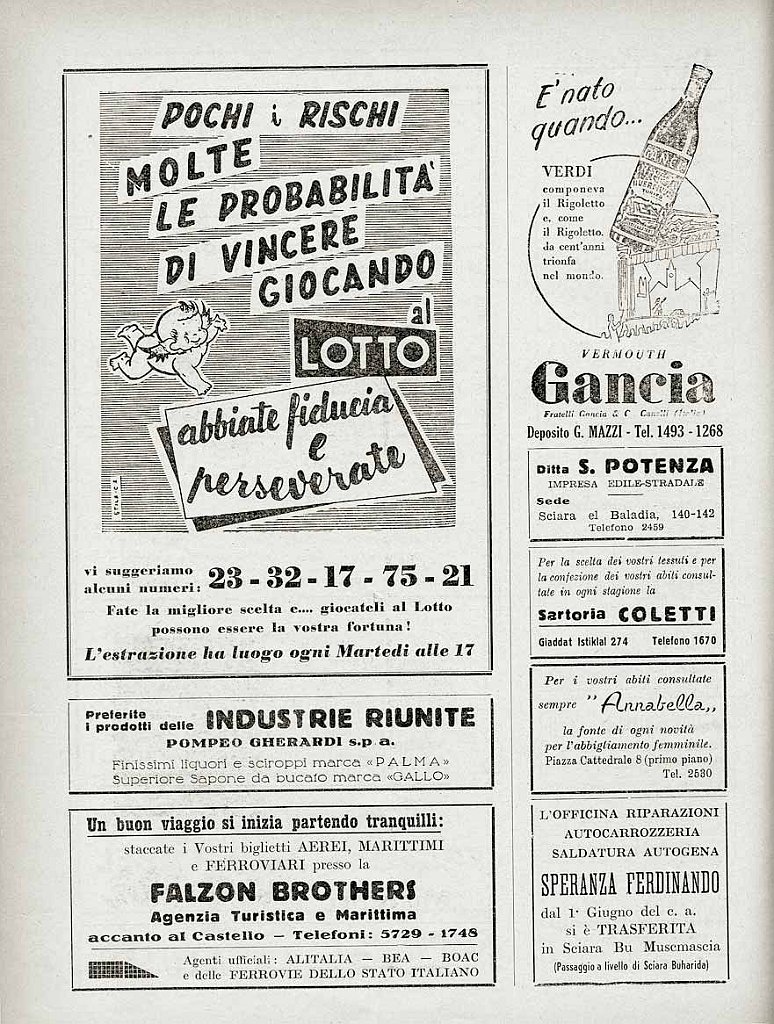 POCHI i RISCHI
MOLTE
LE PROBABILITA'
DI VINCERE
GIOCANDO
al
LOTTO
abbiate fiducia
e
perseverate
vi suggeriamo
alcuni numeri: 23 - 32 - 17 - 75 - 21
Fate la migliore scelta e.... giocateli al Lotto
possono essere la vostra fortuna!
L'estrazione ha luogo ogni Martedì alle 17
Preferite
i prodotti delle INDUSTRIE RIUNITE
POMPEO GHERARDI s.p.a.
Finissimi liquori e sciroppi marca «PALMA»
Superiore Sapone da bucato marca «GALLO»
Un buon viaggio si inizia partendo tranquilli:
staccate i Vostri biglietti AEREI, MARITTIMI
e FERROVIARI presso la
FALZON BROTHERS
Agenzia Turistica e Marittima
accanto al Castello - Telefoni: 5729 - 1748
Agenti ufficiali: ALITALIA - BEA - BOAC
e delle FERROVIE DELLO STATO ITALIANO
E' nato
quando...
VERDI
componeva
il Rigoletto
e, come
il Rigoletto,
da cent'anni
trionfa
nel mondo.
VERMOUTH
Gancia
Fratelli Gancia & C. Canelli (Italia)
Deposito G. MAZZI - Tel. 1493 - 1268
Ditta S. POTENZA
IMPRESA EDILE-STRADALE
Sede
Sciara el Baladia, 140-142
Telefono 2459
Per la scelta dei vostri tessuti e per
la confezione dei vostri abiti consul-
tate in ogni stagione la
Sartoria COLETTI
Giaddat Istiklal 274 Telefono 1670
Per i vostri abiti consultate
sempre "Annabella„
la fonte di ogni novità
per l'abbigliamento femminile.
Piazza Cattedrale 8 (primo piano)
Tel. 2530
L'OFFICINA RIPARAZIONI
AUTOCARROZZERIA
SALDATURA AUTOGENA
SPERANZA FERDINANDO
dal 1° Giugno del c. a.
si è TRASFERITA
in Sciara Bu Musemascia
(Passaggio a livello di Sciara Buharida)